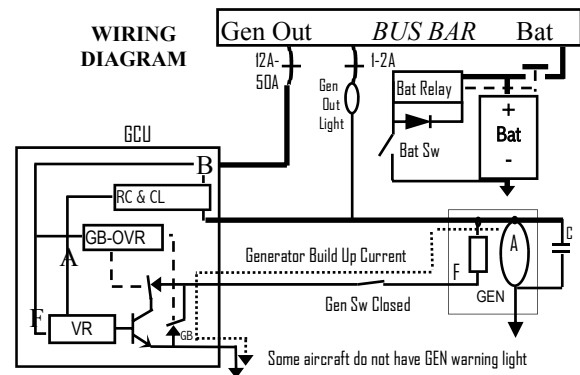 WIRING
DIAGRAM
Gen Out BUS BAR Bat
12A-
50A
1-2A
Gen
Out
Light
Bat Relay
Bat Sw
+
Bat
-
GCU
B
RC & CL
GB-OVR
A
F
VR
GB
Generator Build Up Current
Gen Sw Closed
F
A
GEN
C
Some aircraft do not have GEN warning light